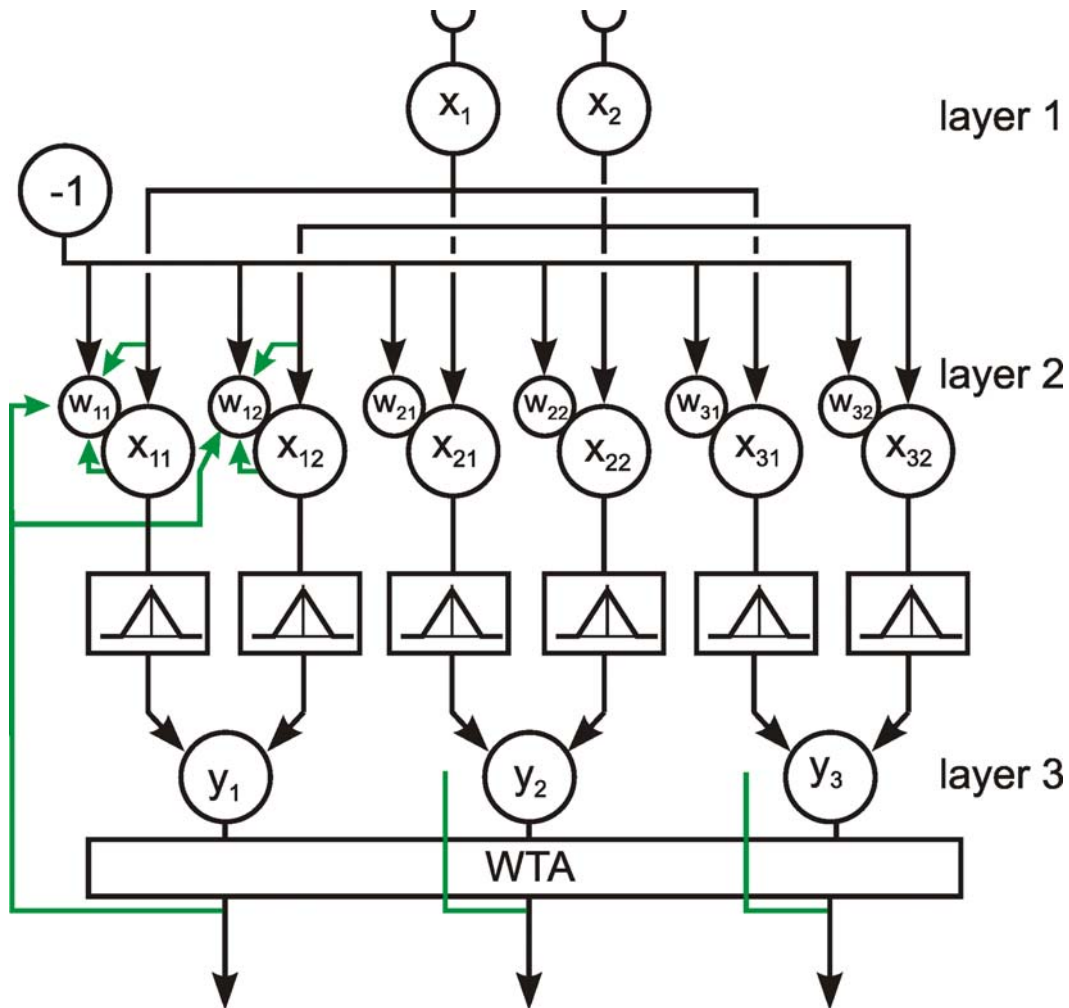 x₁ x₂ layer 1
-1
layer 2
w₁₁ w₁₂ w₂₁ w₂₂ w₃₁ w₃₂
x₁₁ x₁₂ x₂₁ x₂₂ x₃₁ x₃₂
y₁ y₂ y₃ layer 3
WTA